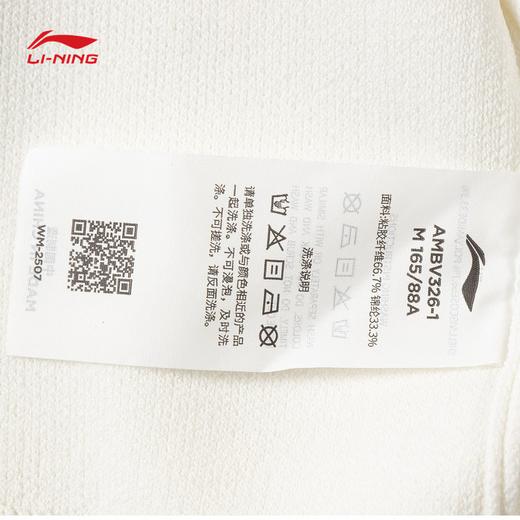 LI-NING
AMBV326-1
M 165/88A
面料:粘胶纤维66.7% 锦纶33.3%
洗涤说明
请单独洗涤或与颜色相近的产品
一起洗涤。不可浸泡，及时洗
涤。不可搓洗，请反面洗涤。
WM-2507